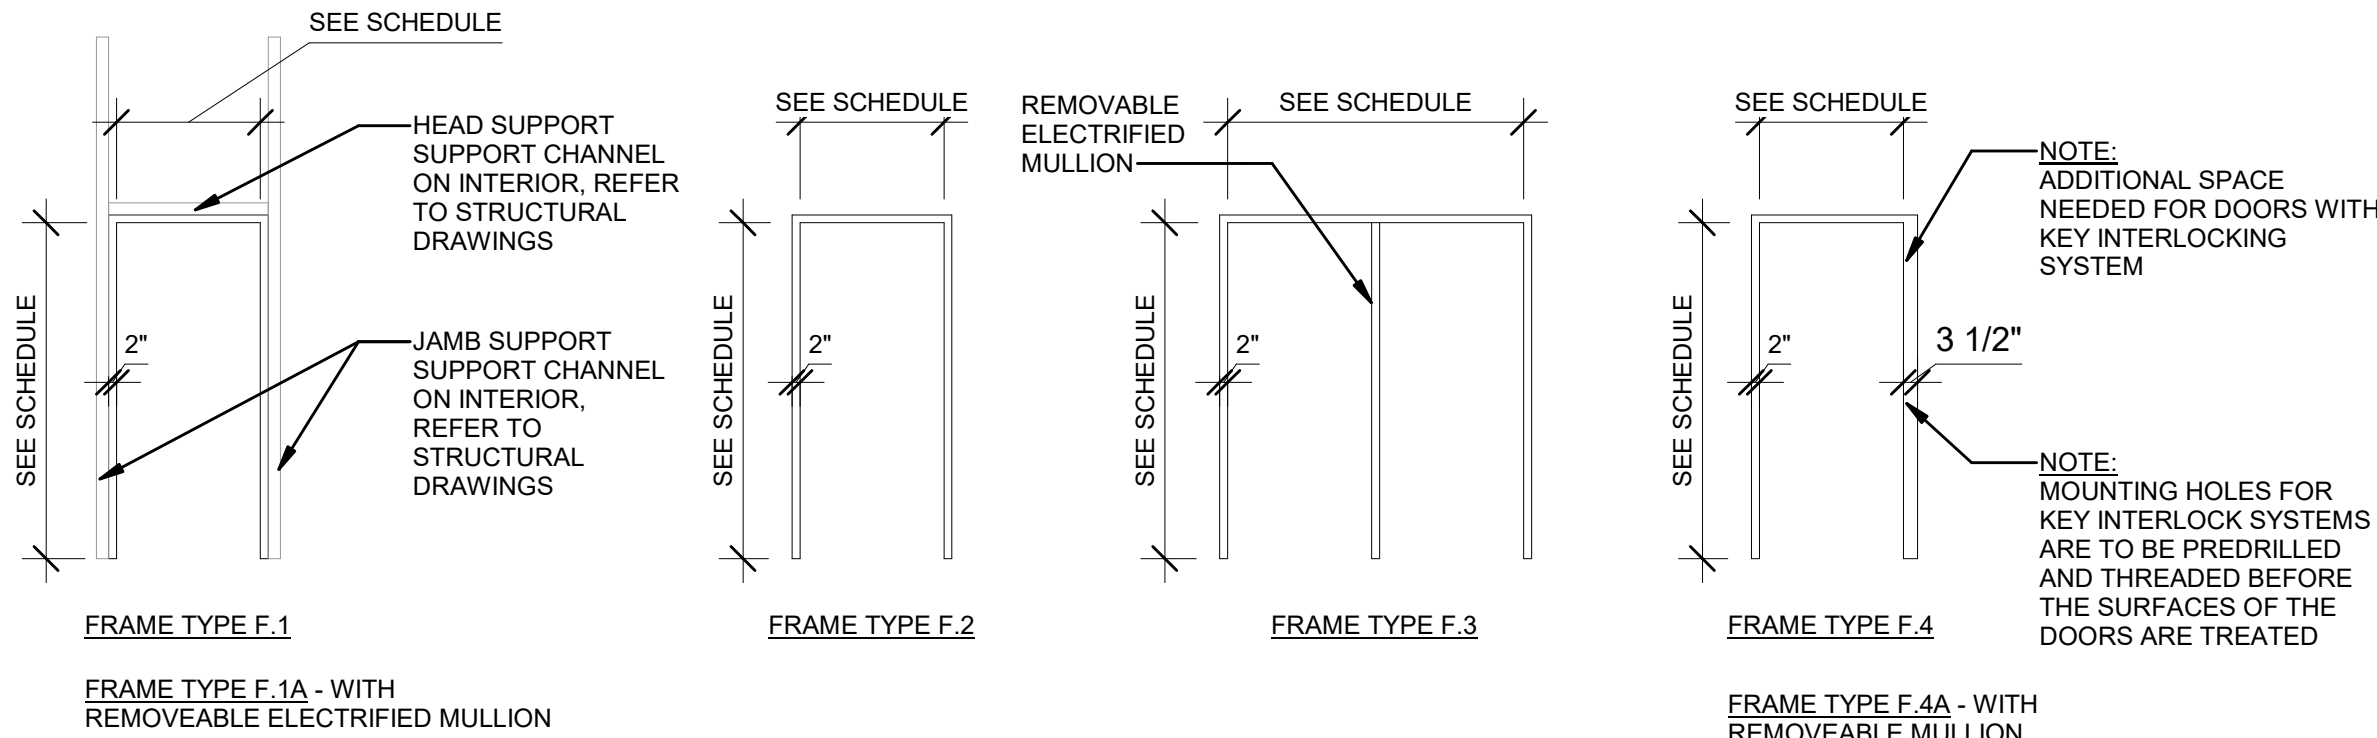 SEE SCHEDULE
HEAD SUPPORT
SUPPORT CHANNEL
ON INTERIOR, REFER
TO STRUCTURAL
DRAWINGS
SEE SCHEDULE
2"
JAMB SUPPORT
SUPPORT CHANNEL
ON INTERIOR,
REFER TO
STRUCTURAL
DRAWINGS
FRAME TYPE F.1
FRAME TYPE F.1A - WITH
REMOVEABLE ELECTRIFIED MULLION
SEE SCHEDULE
SEE SCHEDULE
2"
FRAME TYPE F.2
REMOVABLE
ELECTRIFIED
MULLION
SEE SCHEDULE
SEE SCHEDULE
2"
FRAME TYPE F.3
SEE SCHEDULE
NOTE:
ADDITIONAL SPACE
NEEDED FOR DOORS WITH
KEY INTERLOCKING
SYSTEM
SEE SCHEDULE
2"
3 1/2"
NOTE:
MOUNTING HOLES FOR
KEY INTERLOCK SYSTEMS
ARE TO BE PREDRILLED
AND THREADED BEFORE
THE SURFACES OF THE
DOORS ARE TREATED
FRAME TYPE F.4
FRAME TYPE F.4A - WITH
REMOVEABLE MULLION